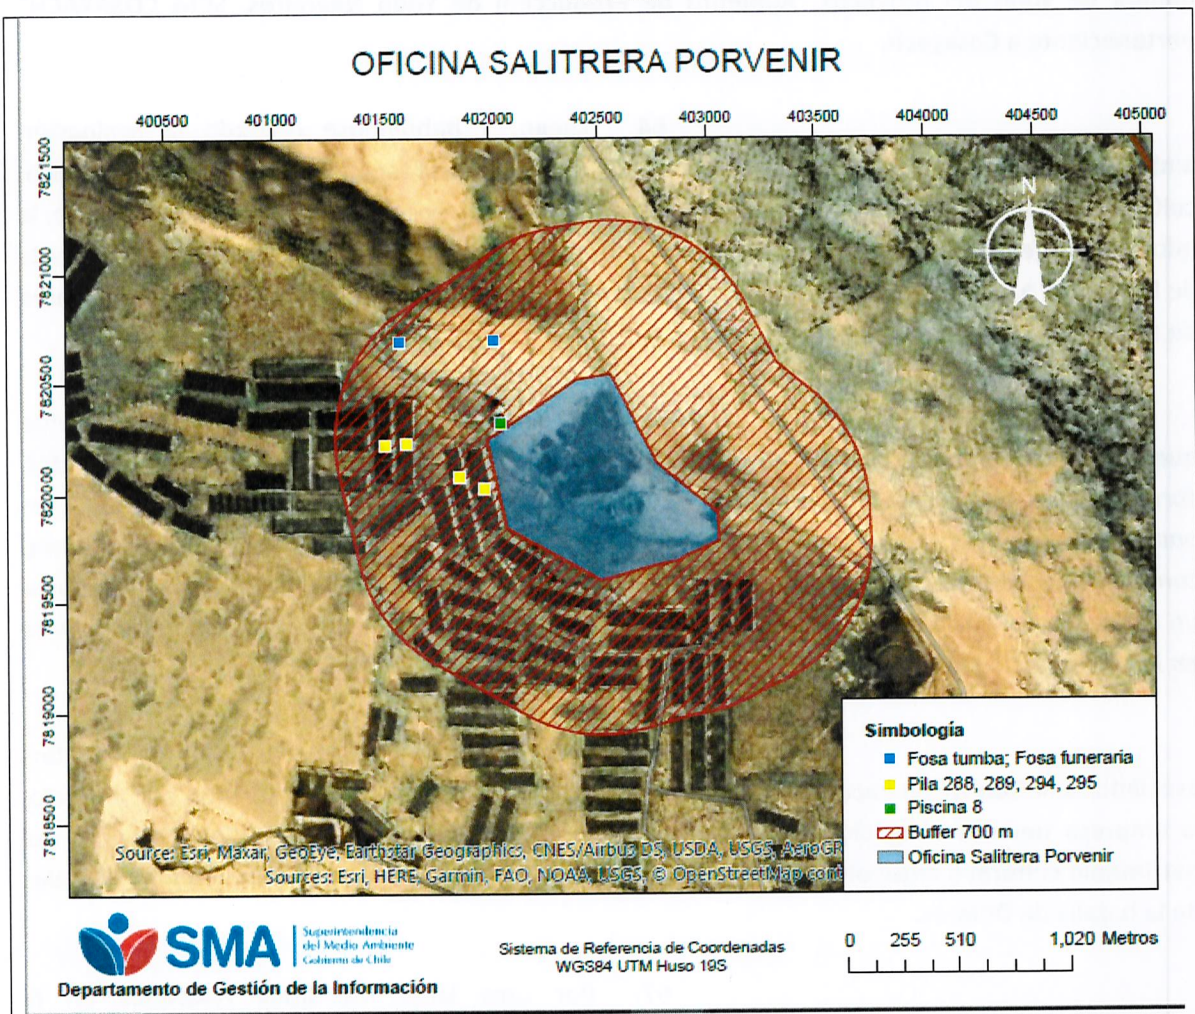 OFICINA SALITRERA PORVENIR
400500 401000 401500 402000 402500 403000 403500 404000 404500 405000
7821500
7821000
7820500
7820000
7819500
7819000
7818500
N
Simbología
Fosa tumba; Fosa funeraria
Pila 288, 289, 294, 295
Piscina 8
Buffer 700 m
Oficina Salitrera Porvenir
Source: Esri, Maxar, GeoEye, Earthstar Geographics, CNES/Airbus DS, USDA, USGS, AeroGR
Sources: Esri, HERE, Garmin, FAO, NOAA, USGS, © OpenStreetMap cont
SMA
Superintendencia
del Medio Ambiente
Gobierno de Chile
Departamento de Gestión de la Información
Sistema de Referencia de Coordenadas
WGS84 UTM Huso 19S
0 255 510 1,020 Metros